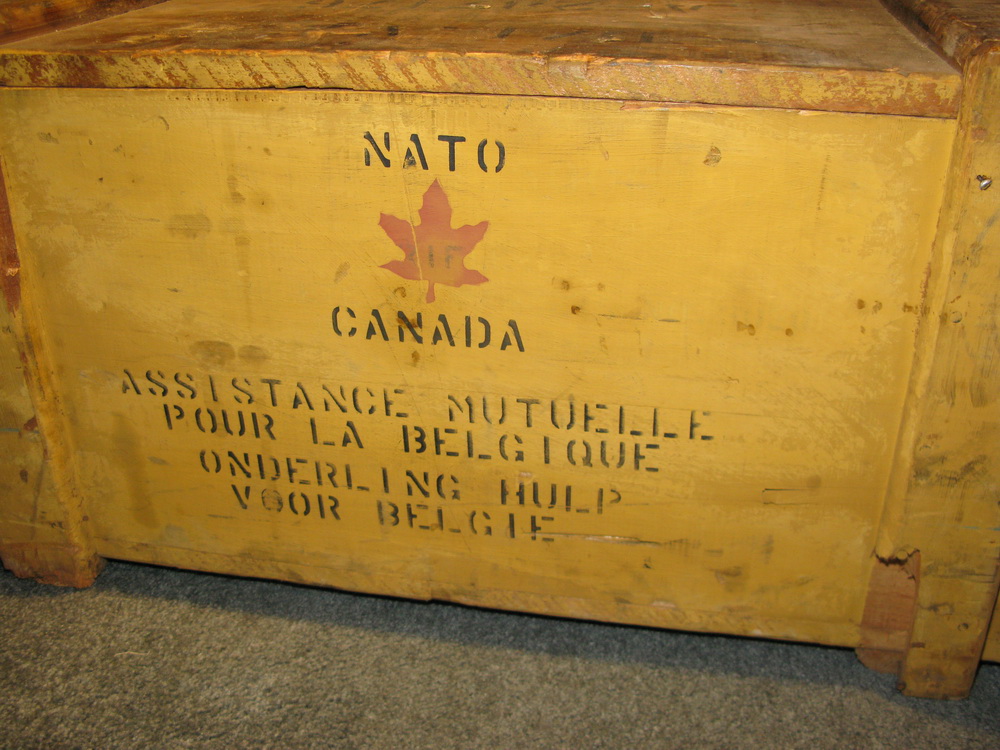 NATO
CANADA
ASSISTANCE MUTUELLE
POUR LA BELGIQUE
ONDERLING HULP
VOOR BELGIE